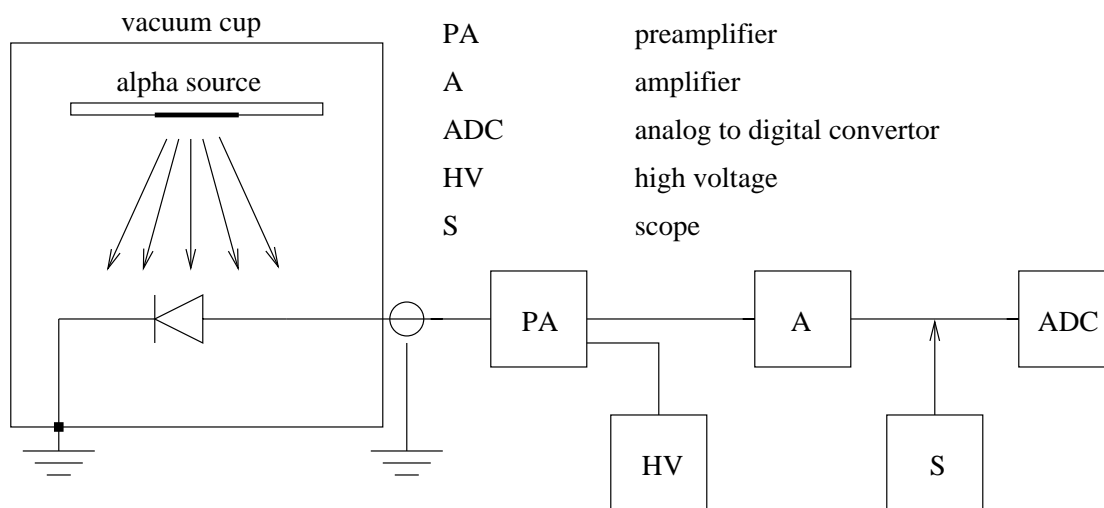 vacuum cup
alpha source
PA preamplifier
A amplifier
ADC analog to digital convertor
HV high voltage
S scope
PA
A
ADC
HV
S